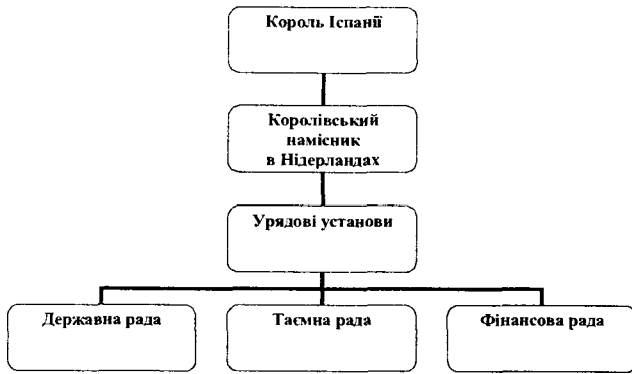 Король Іспанії
Королівський
намісник
в Нідерландах
Урядові установи
Державна рада
Таємна рада
Фінансова рада